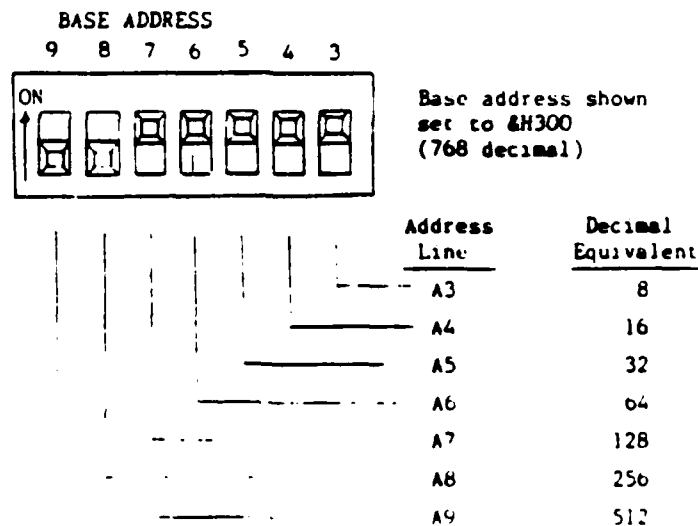 BASE ADDRESS
9 8 7 6 5 4 3
ON
Base address shown
set to &H300
(768 decimal)
Address Decimal
Line Equivalent
A3 8
A4 16
A5 32
A6 64
A7 128
A8 256
A9 512